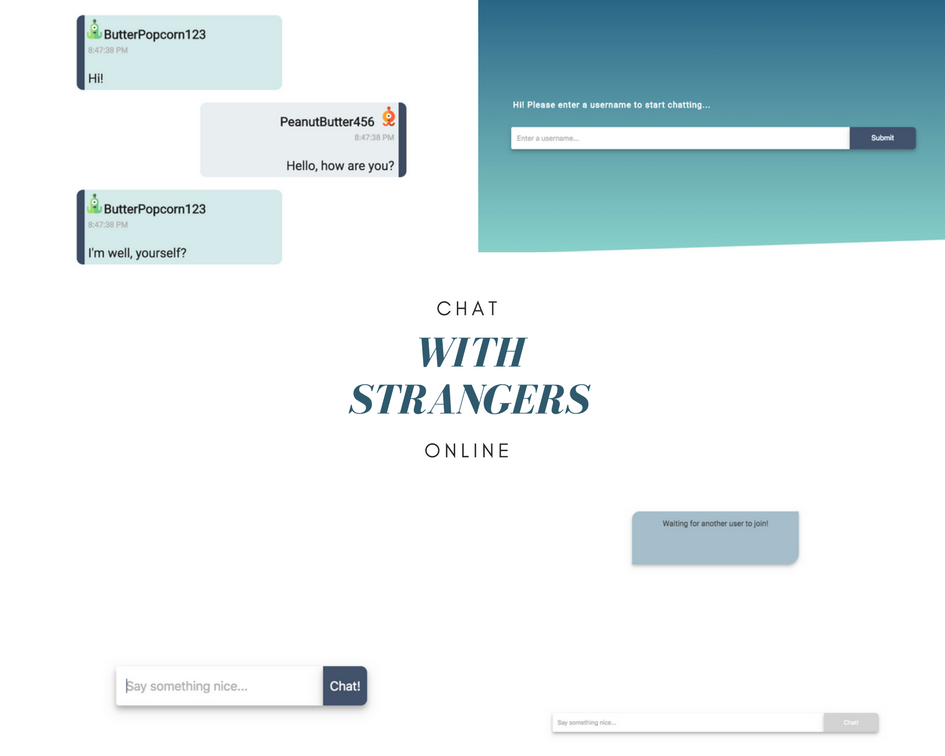 ButterPopcorn123
8:47:38 PM
Hi!
PeanutButter456
8:47:38 PM
Hello, how are you?
ButterPopcorn123
8:47:38 PM
I'm well, yourself?
Hi! Please enter a username to start chatting...
Enter a username...
Submit
CHAT
WITH
STRANGERS
ONLINE
Waiting for another user to join!
Say something nice...
Chat!
Say something nice...
Chat!